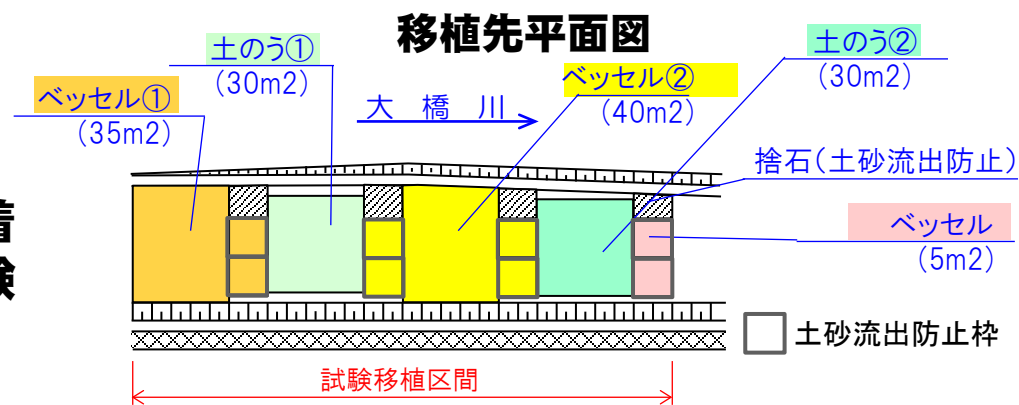 移植先平面図
土のう①
(30m2)
土のう②
(30m2)
ベッセル①
(35m2)
ベッセル②
(40m2)
大 橋 川
捨石(土砂流出防止)
着
験
ベッセル
(5m2)
土砂流出防止枠
試験移植区間